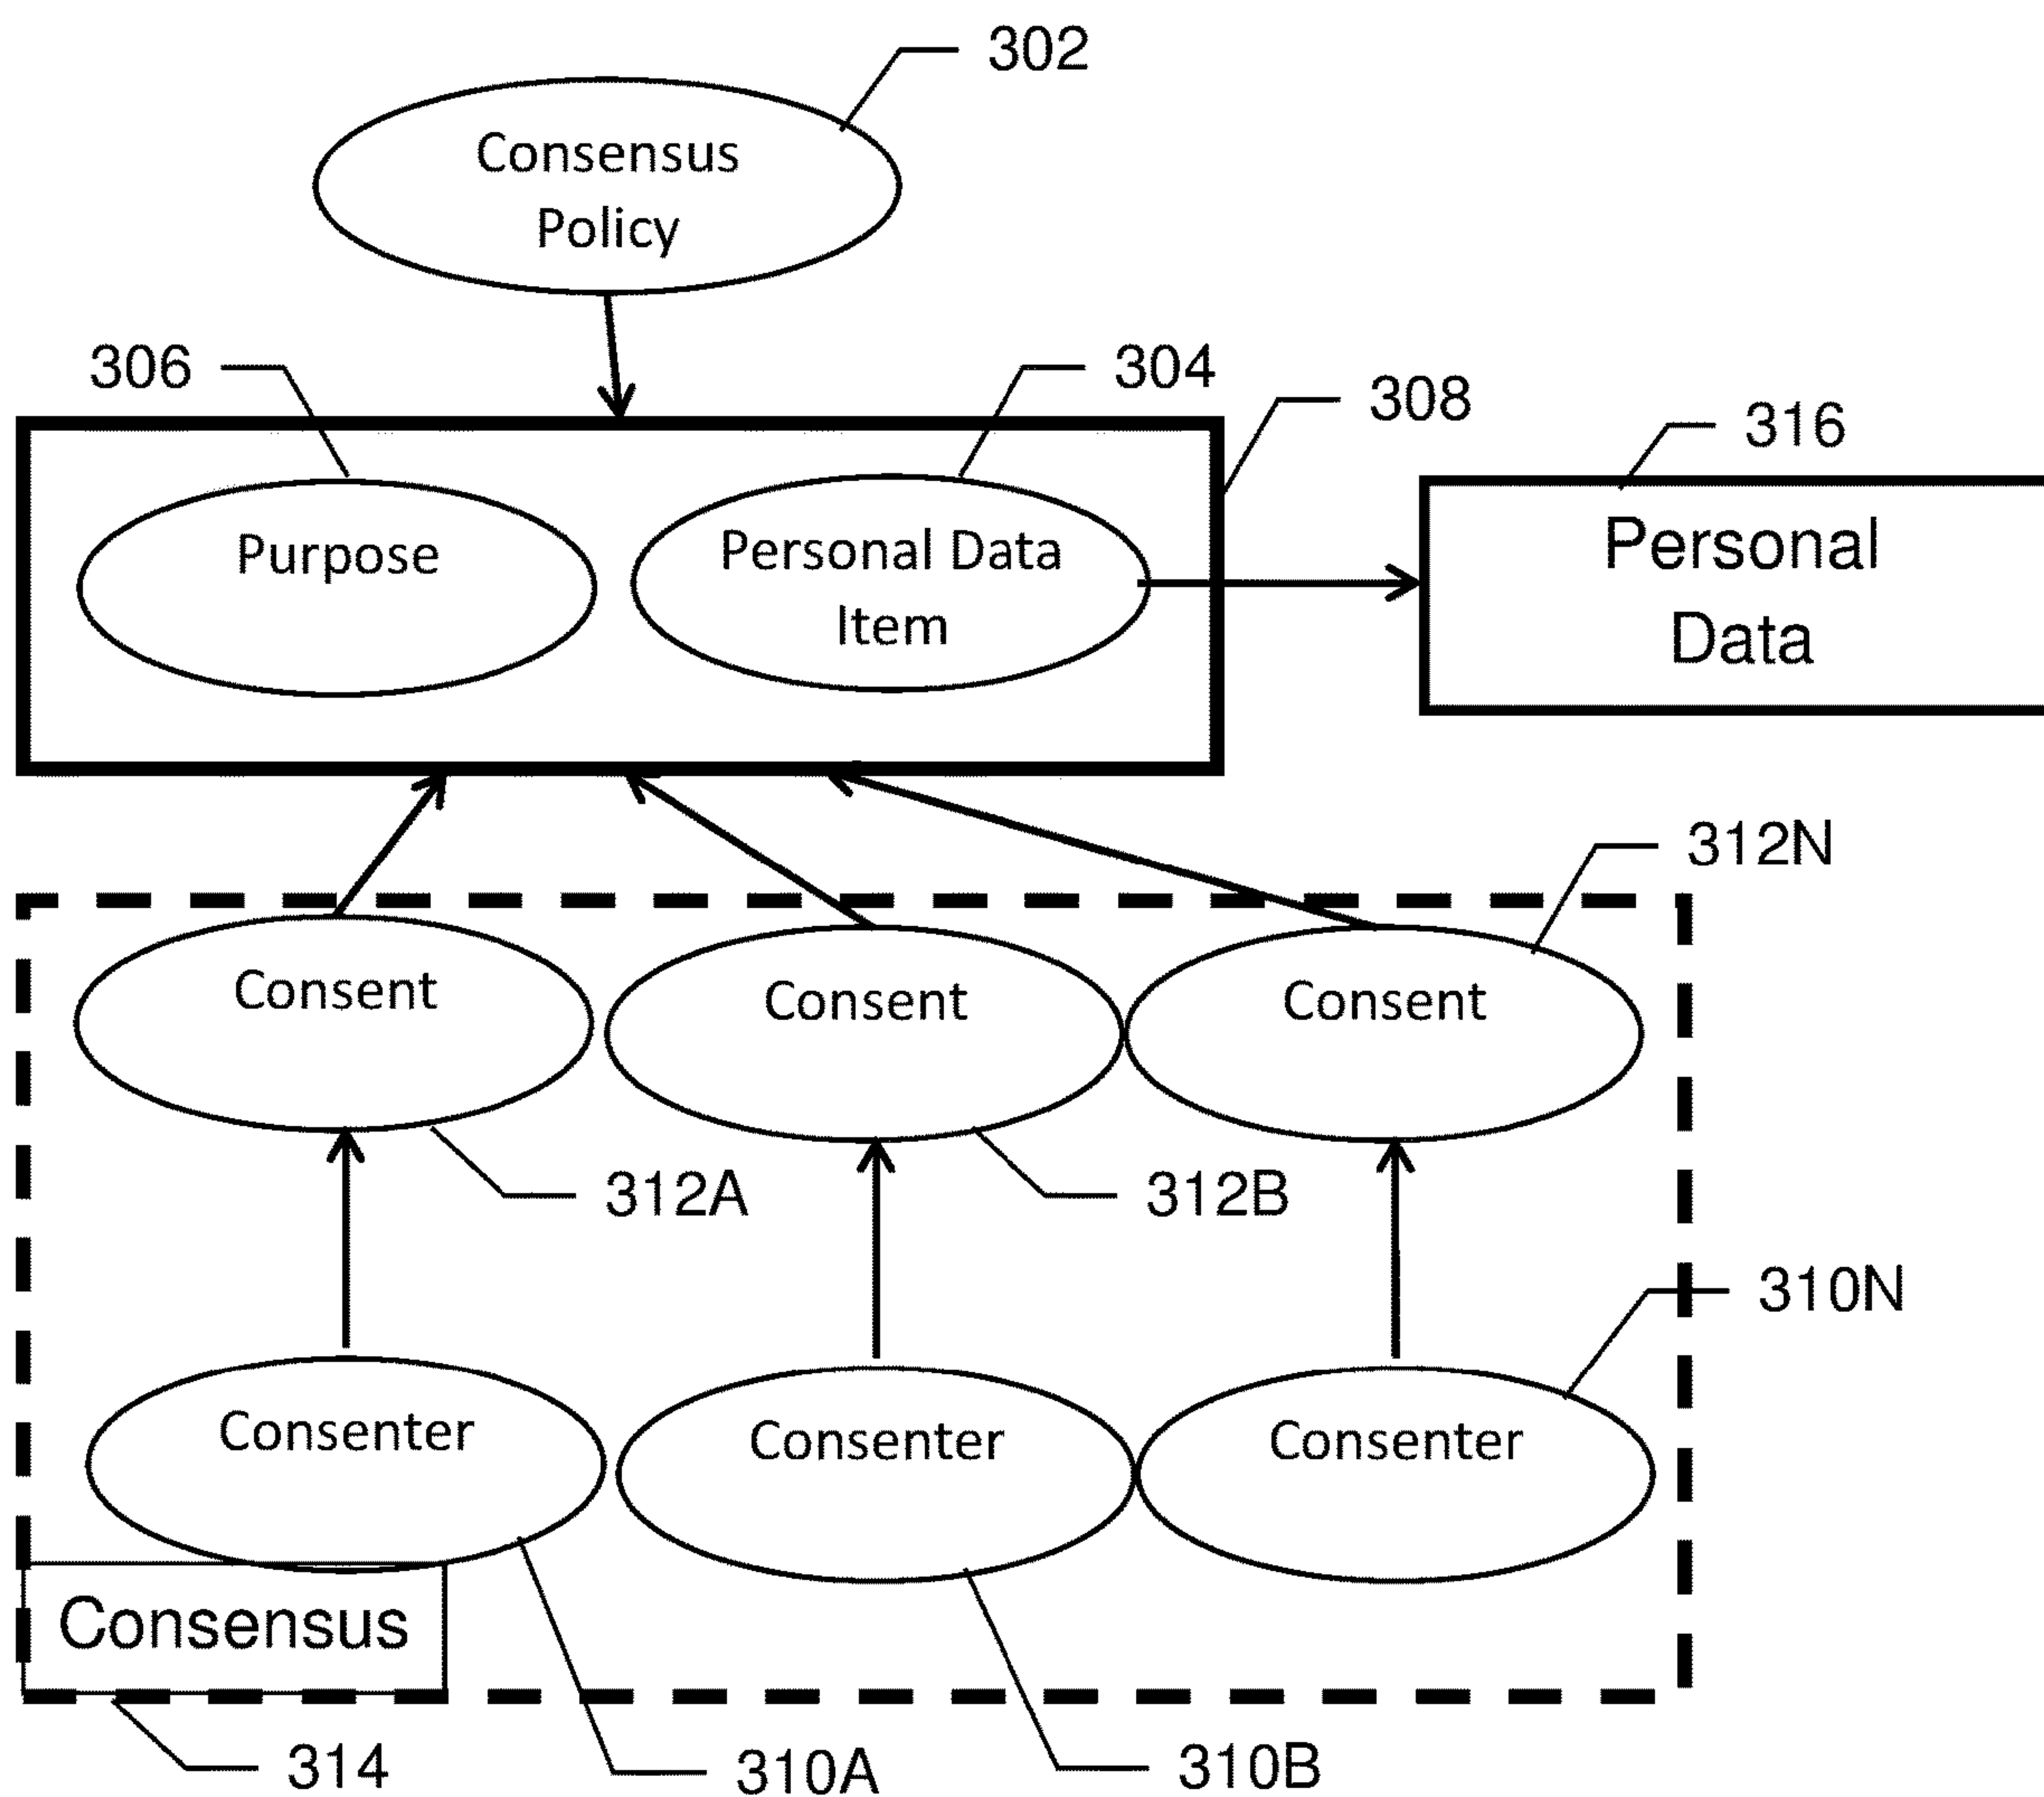 302
Consensus
Policy
306
304
308
316
Purpose
Personal Data
Item
Personal
Data
312N
Consent
Consent
Consent
312A
312B
310N
Consenter
Consenter
Consenter
Consensus
314
310A
310B